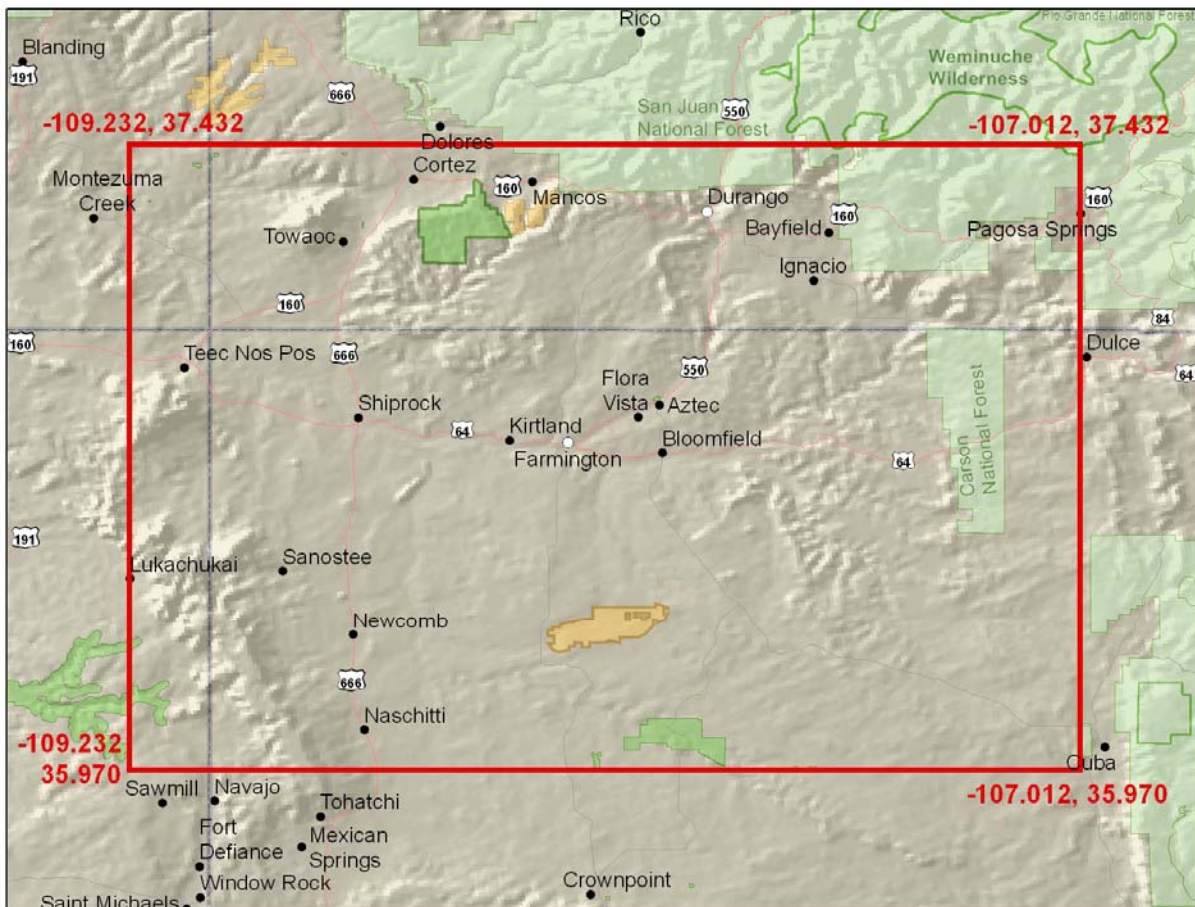 Rico
Rio Grande National Forest
Blanding
191
Weminuche
Wilderness
666
550
San Juan
National Forest
-109.232, 37.432
-107.012, 37.432
Dolores
Cortez
Montezuma
Creek
160
Mancos
Durango
160
Bayfield
160
Pagosa Springs
Towaoc
Ignacio
160
84
160
Teec Nos Pos
666
550
Dulce
64
Flora
Vista
Aztec
Shiprock
64
Kirtland
Farmington
Bloomfield
64
Carson
National Forest
191
Lukachukai
Sanostee
Newcomb
666
Naschitti
-109.232
35.970
Cuba
-107.012, 35.970
Sawmill
Navajo
Tohatchi
Fort
Defiance
Mexican
Springs
Window Rock
Crownpoint
Saint Michaels